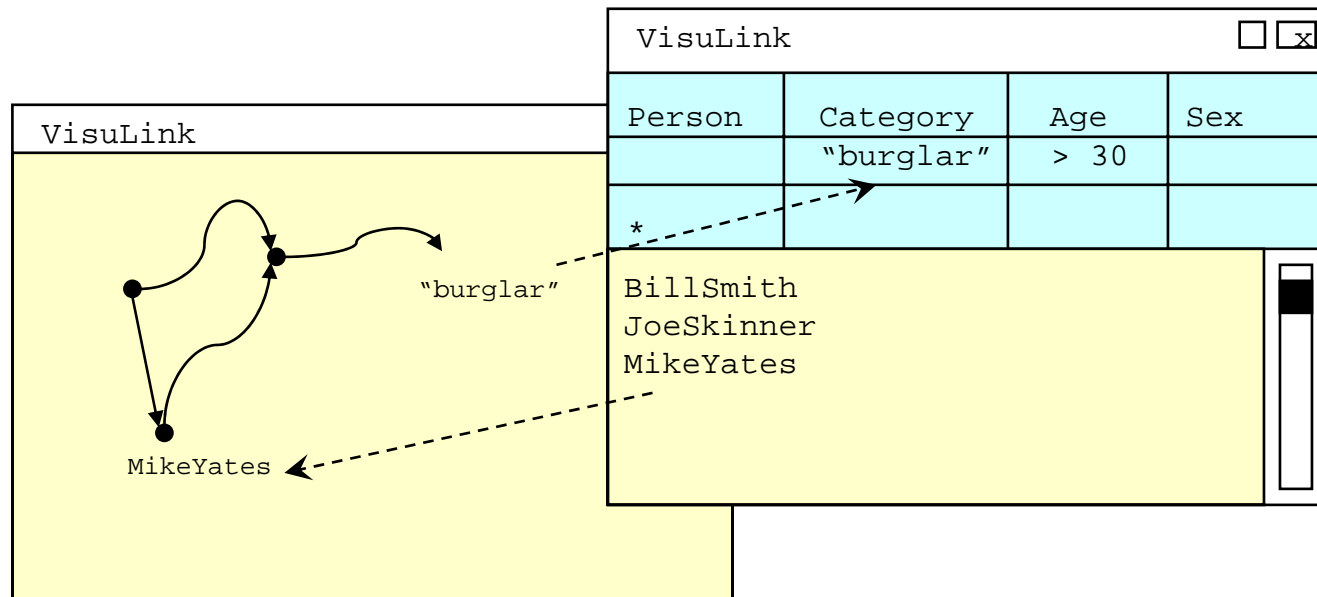 VisuLink
"burglar"
MikeYates
VisuLink x
Person Category Age Sex
“burglar” > 30
*
BillSmith
JoeSkinner
MikeYates